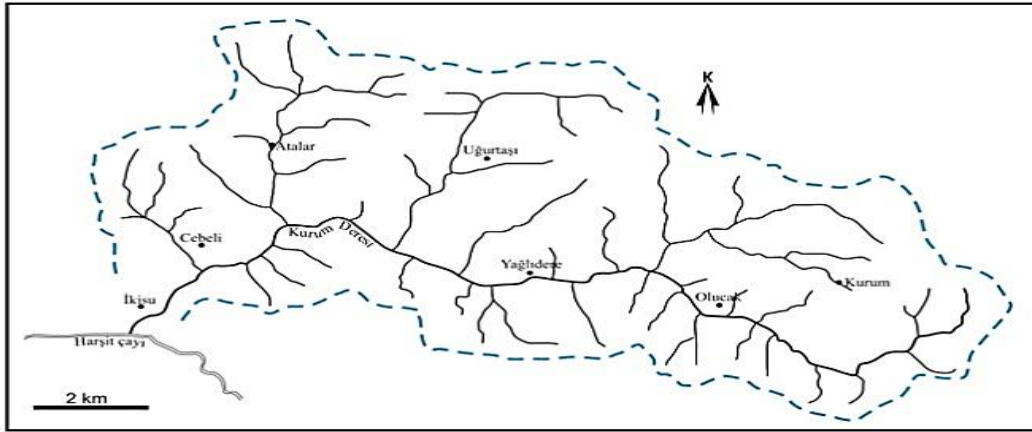 K
Atalar
Uğurtaşı
Kurum Deresi
Cebeli
Yağlıdere
Kurum
İkisu
Olucak
Harşit çayı
2 km